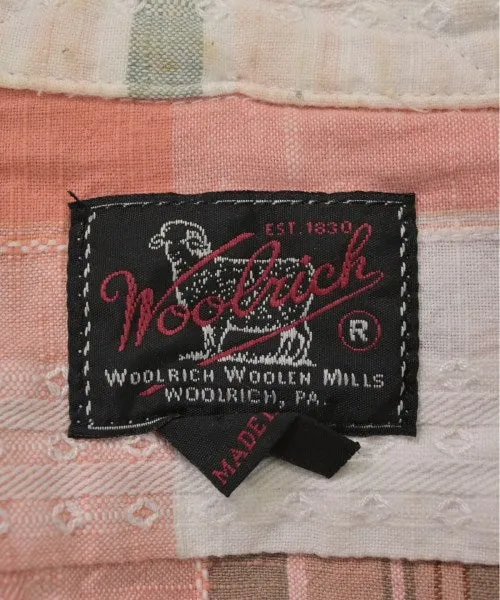 EST. 1830
Woolrich
R
WOOLRICH WOOLEN MILLS
WOOLRICH, PA.
MADE